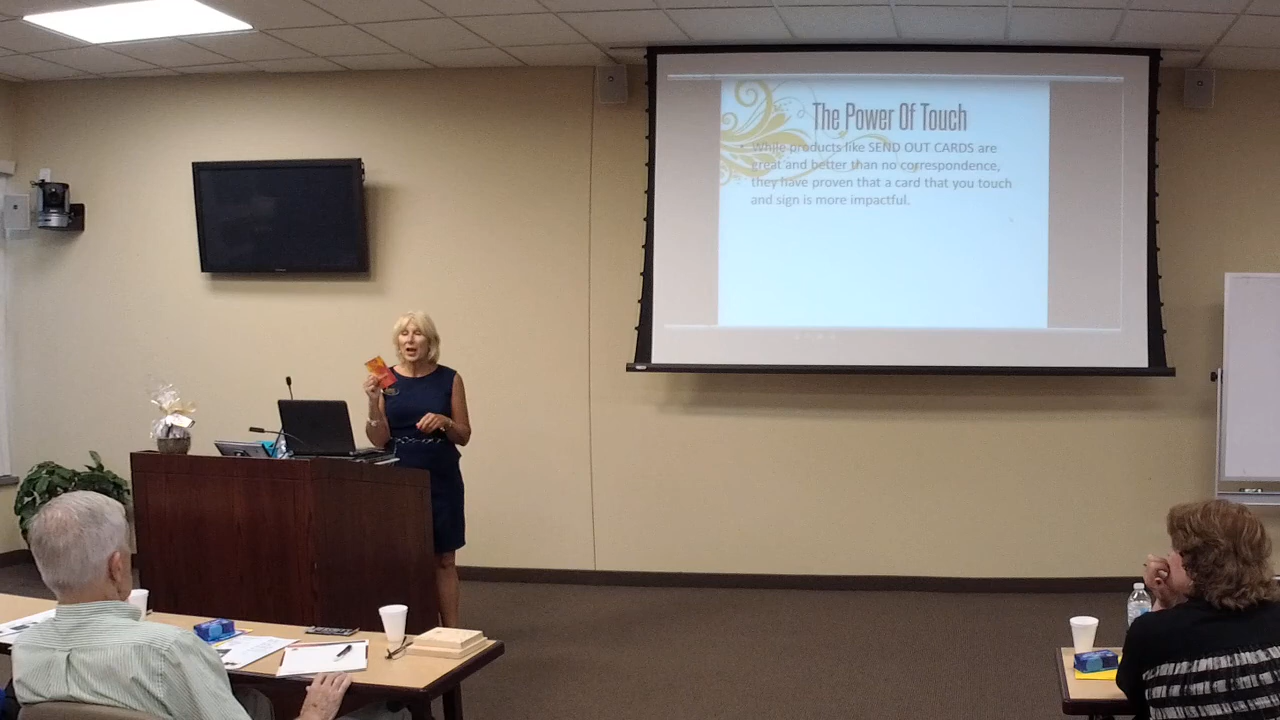 The Power Of Touch
• While products like SEND OUT CARDS are
great and better than no correspondence,
they have proven that a card that you touch
and sign is more impactful.